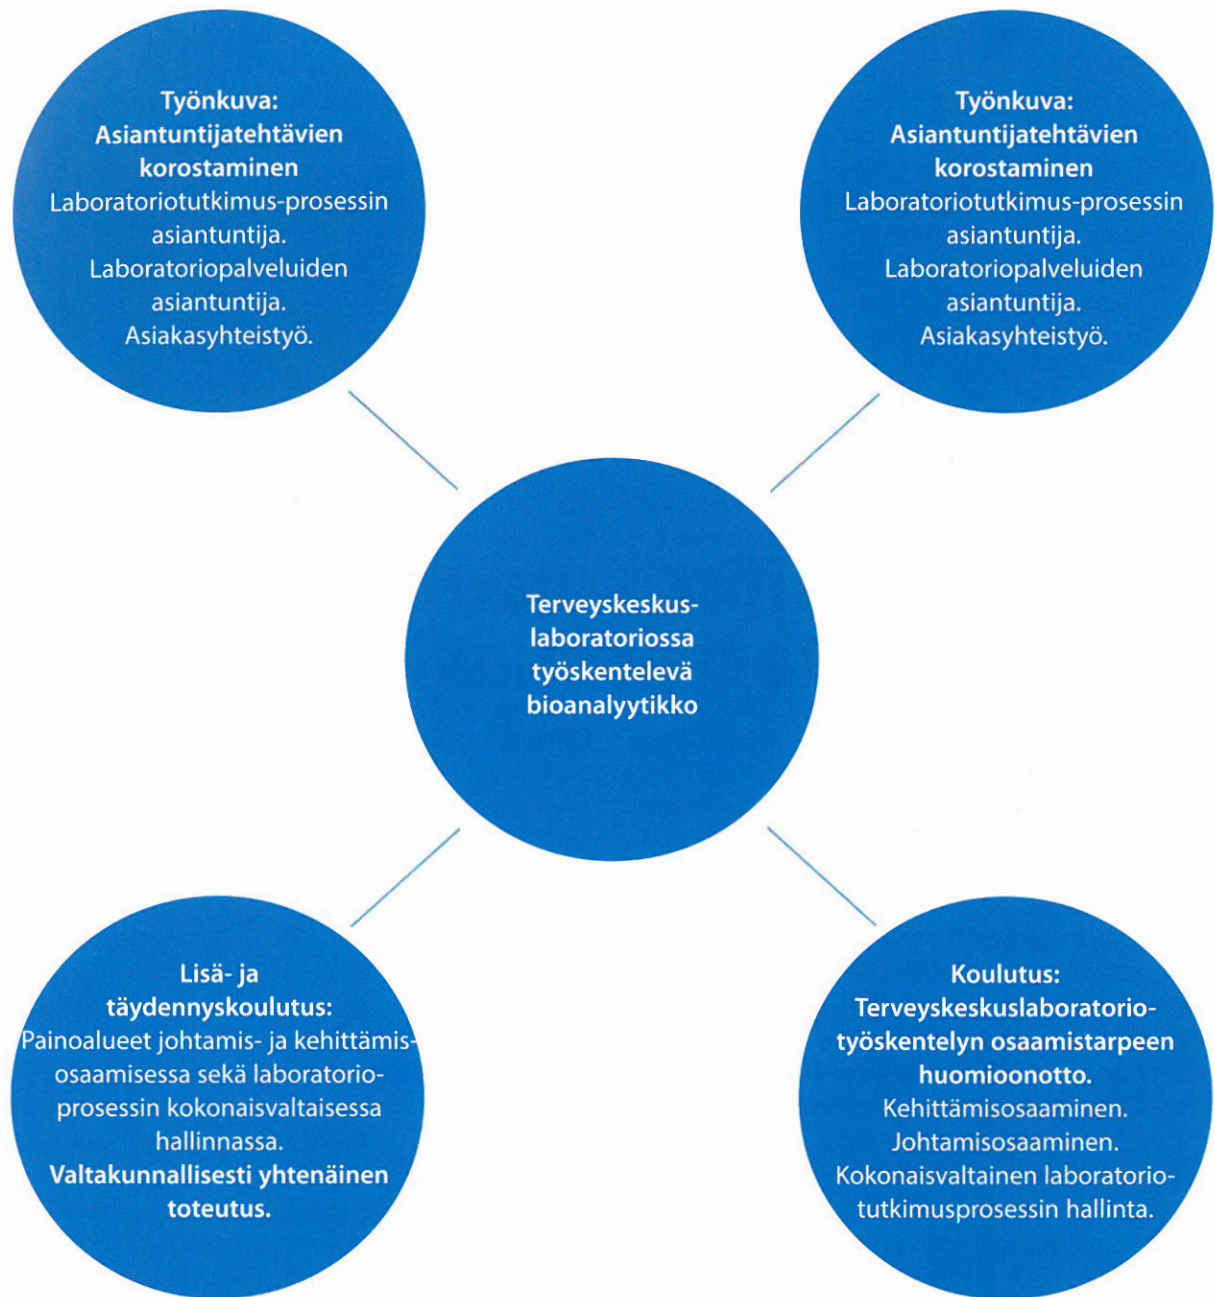 Työnkuva:
Asiantuntijatehtävien
korostaminen
Laboratoriotutkimus-prosessin
asiantuntija.
Laboratoriopalveluiden
asiantuntija.
Asiakasyhteistyö.
Työnkuva:
Asiantuntijatehtävien
korostaminen
Laboratoriotutkimus-prosessin
asiantuntija.
Laboratoriopalveluiden
asiantuntija.
Asiakasyhteistyö.
Terveyskeskus-
laboratoriossa
työskentelevä
bioanalyytikko
Lisä- ja
täydennyskoulutus:
Painoalueet johtamis- ja kehittämis-
osaamisessa sekä laboratorio-
prosessin kokonaisvaltaisessa
hallinnassa.
Valtakunnallisesti yhtenäinen
toteutus.
Koulutus:
Terveyskeskuslaboratorio-
työskentelyn osaamistarpeen
huomioonotto.
Kehittämisosaaminen.
Johtamisosaaminen.
Kokonaisvaltainen laboratorio-
tutkimusprosessin hallinta.